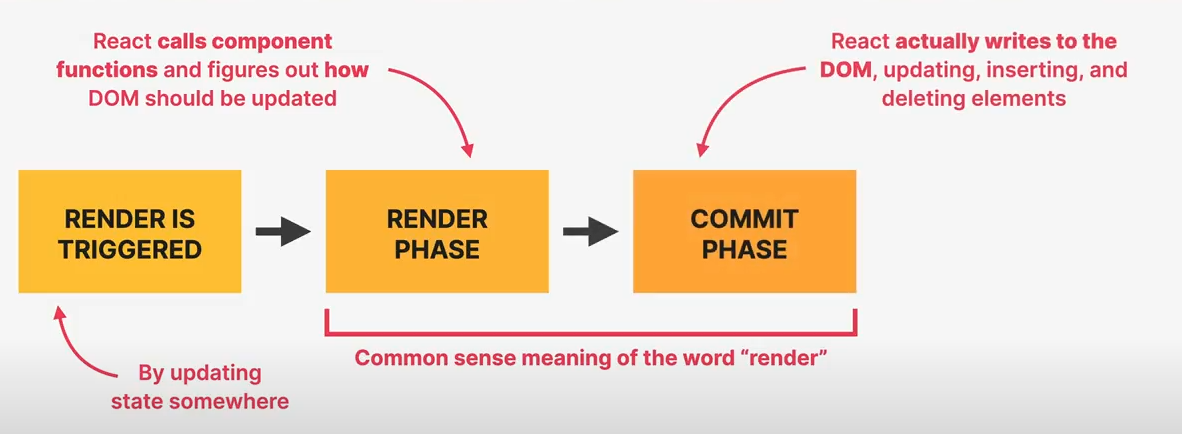 React calls component
functions and figures out how
DOM should be updated
React actually writes to the
DOM, updating, inserting, and
deleting elements
RENDER IS
TRIGGERED
RENDER
PHASE
COMMIT
PHASE
Common sense meaning of the word “render”
By updating
state somewhere